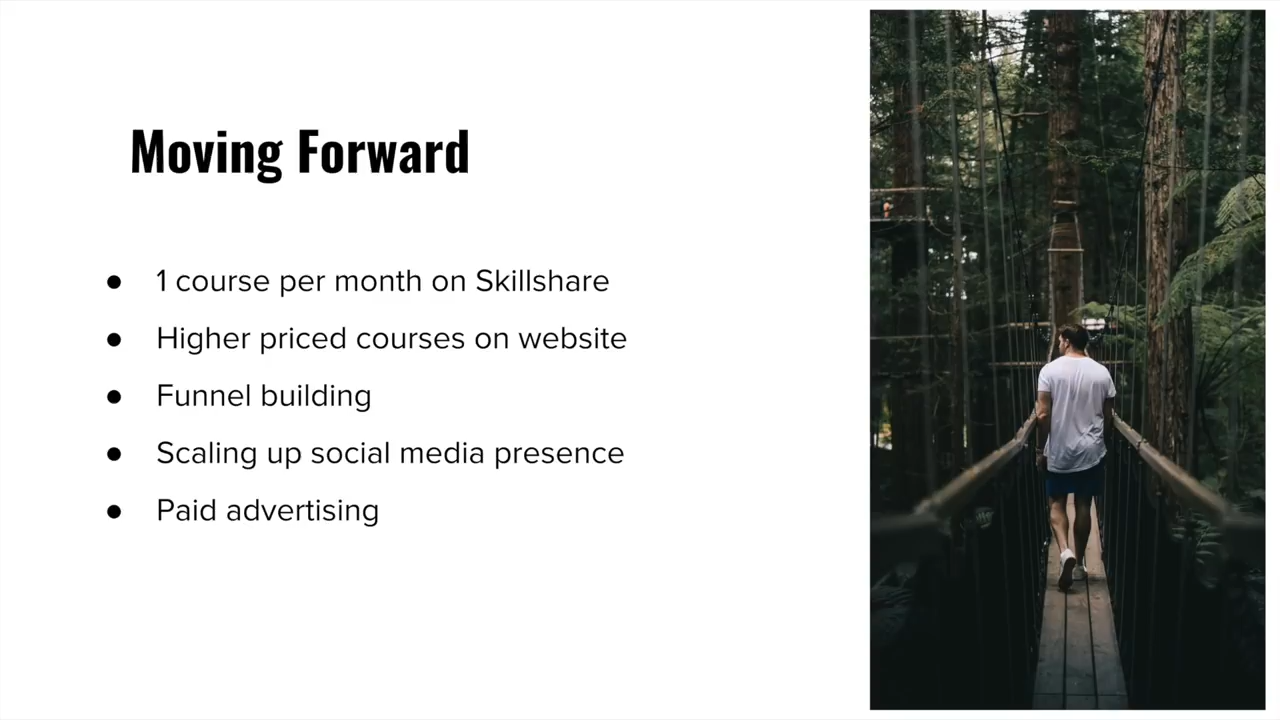 Moving Forward
● 1 course per month on Skillshare
● Higher priced courses on website
● Funnel building
● Scaling up social media presence
● Paid advertising